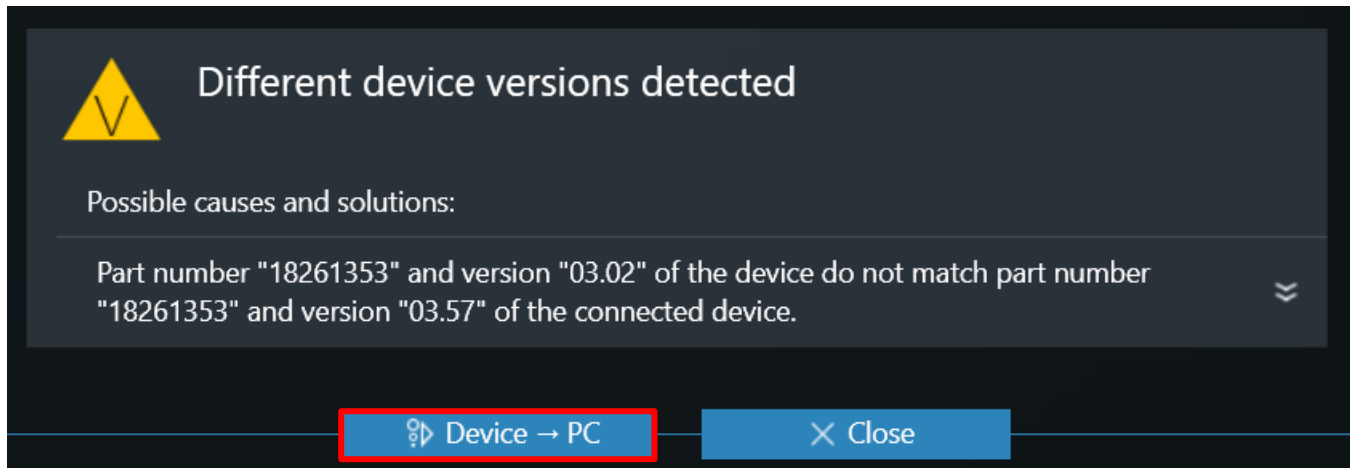 Different device versions detected
Possible causes and solutions:
Part number "18261353" and version "03.02" of the device do not match part number
"18261353" and version "03.57" of the connected device.
Device → PC
Close